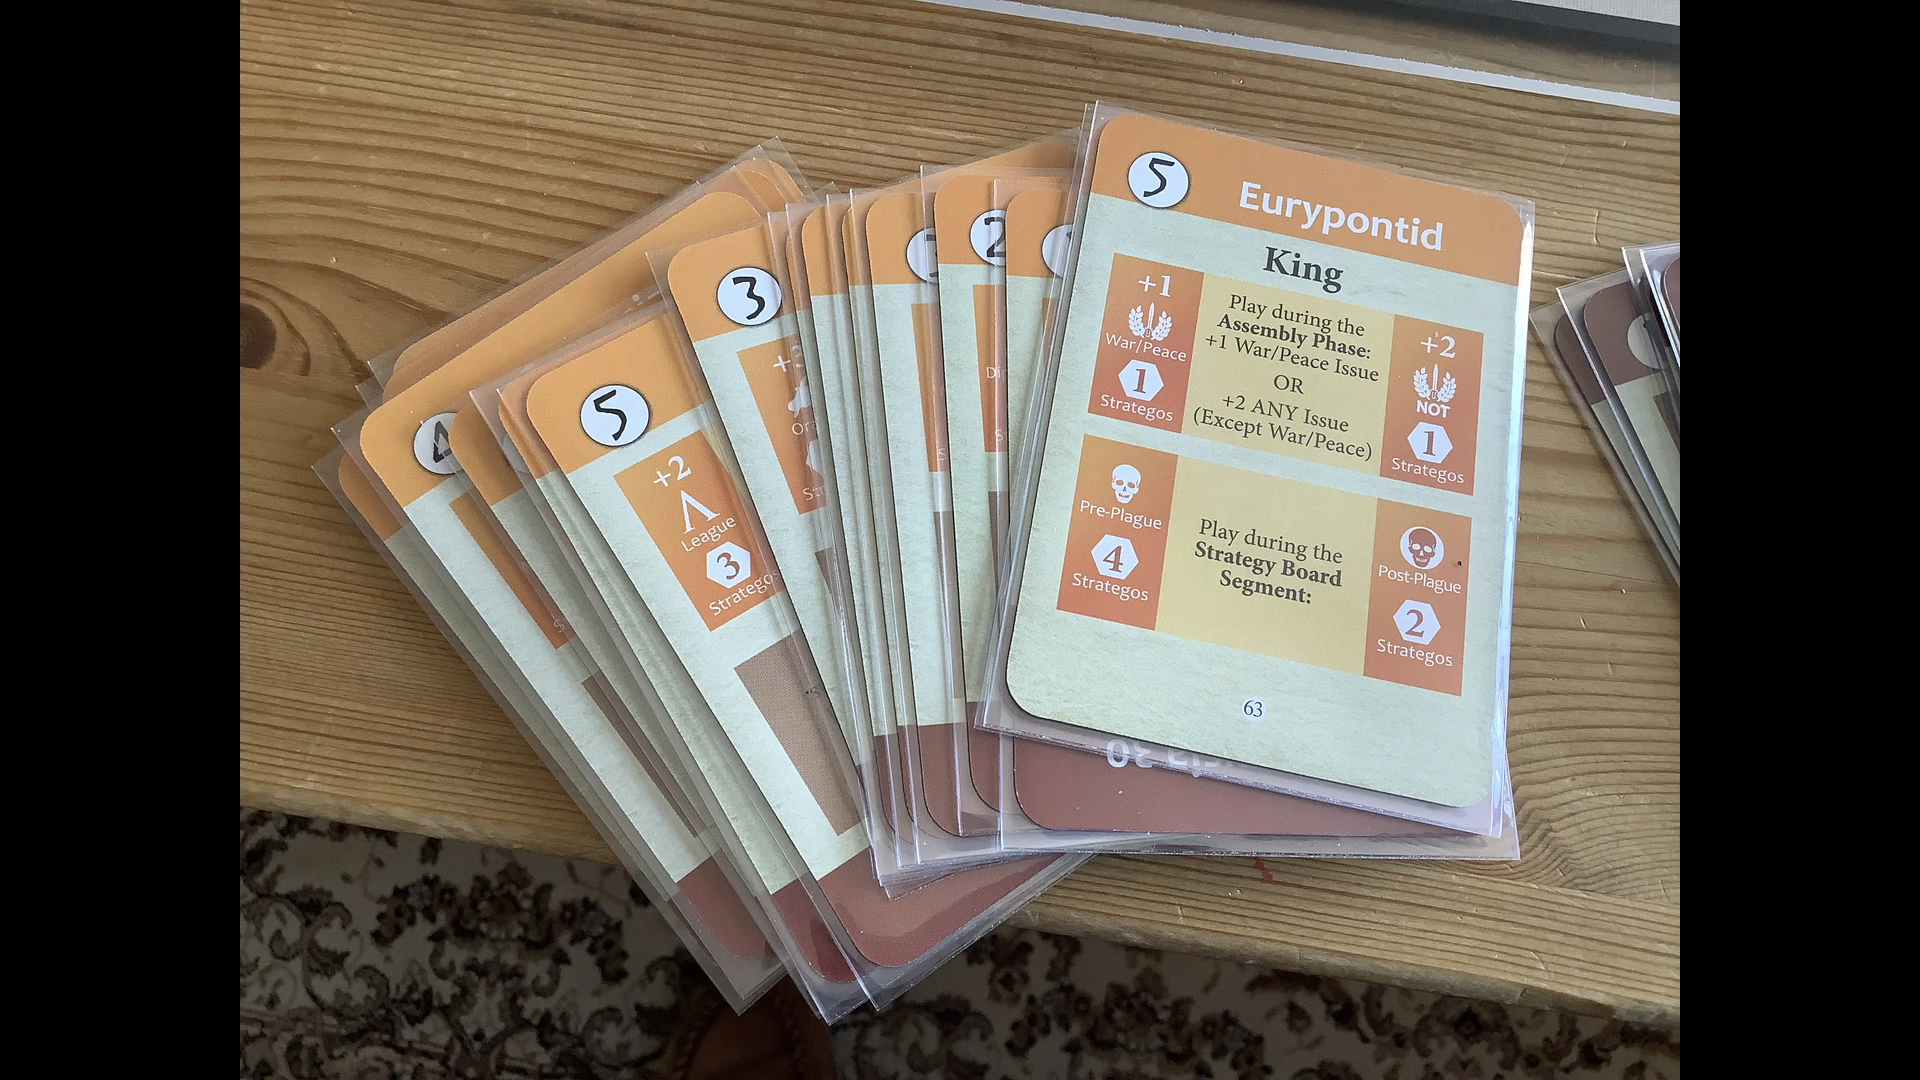 5
Eurypontid
King
+1
War/Peace
1
Strategos
Play during the
Assembly Phase:
+1 War/Peace Issue
OR
+2 ANY Issue
(Except War/Peace)
+2
NOT
1
Strategos
Pre-Plague
4
Strategos
Play during the
Strategy Board
Segment:
Post-Plague
2
Strategos
63
4
5
+2
Λ
League
3
Strategos
3
2